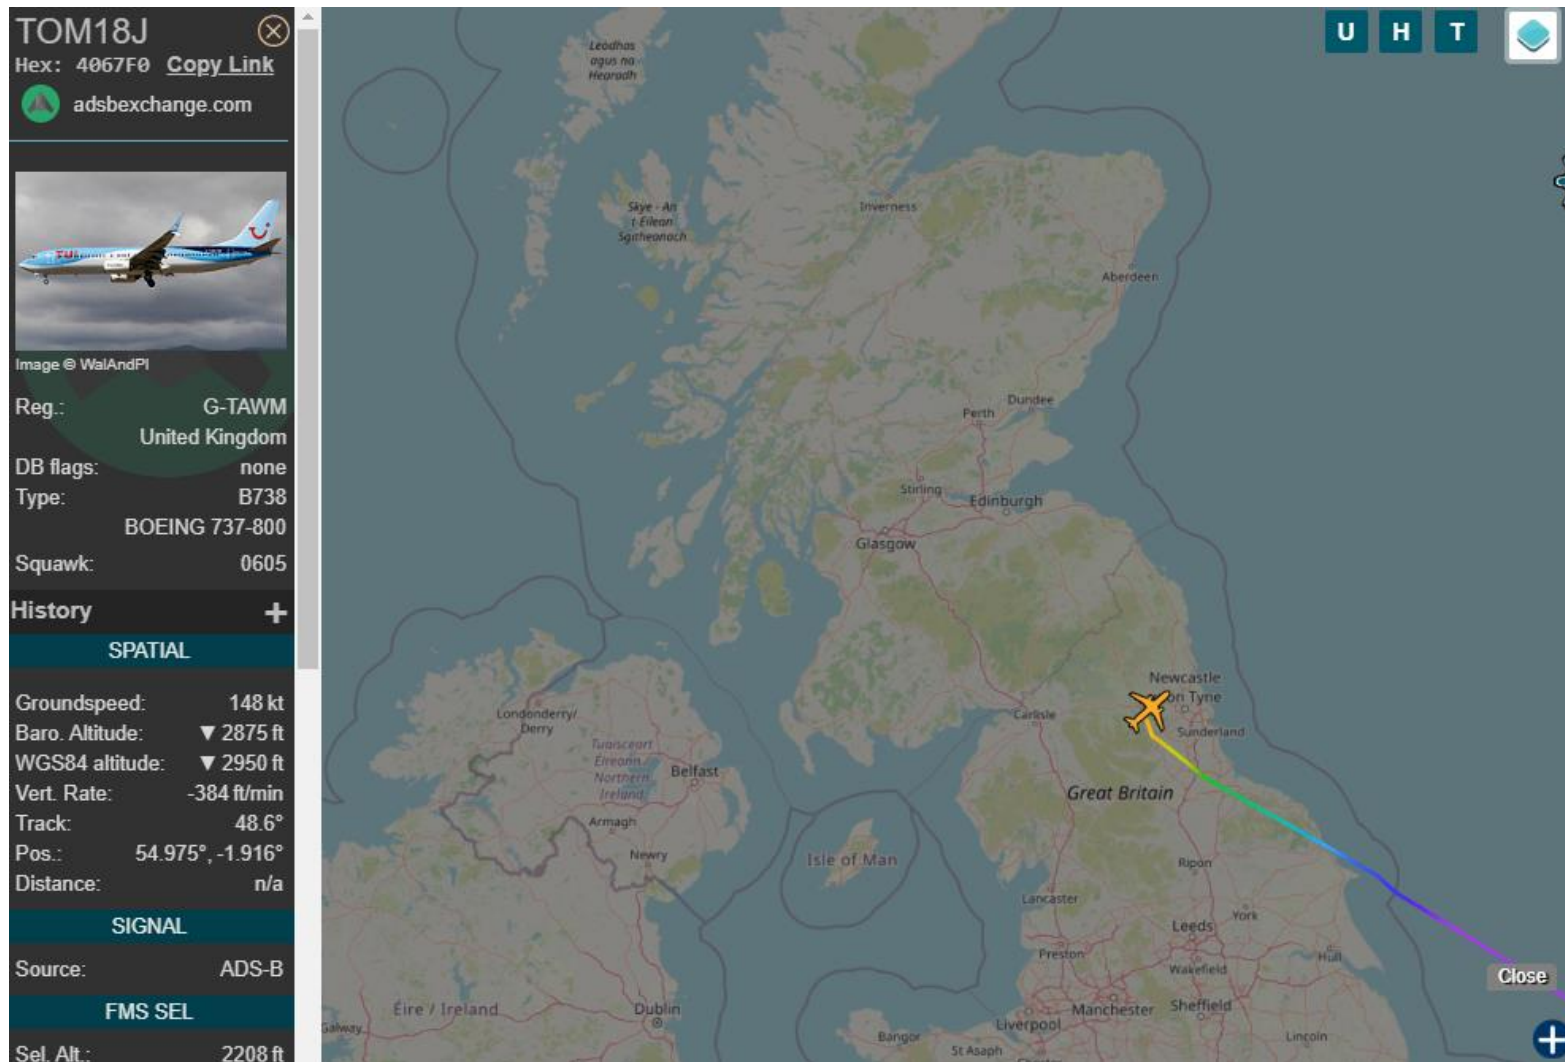 TOM18J
Hex: 4067F0 Copy Link
adsbexchange.com
TUI
Image © WalAndPl
Reg.: G-TAWM
United Kingdom
DB flags: none
Type: B738
BOEING 737-800
Squawk: 0605
History +
SPATIAL
Groundspeed: 148 kt
Baro. Altitude: ▼ 2875 ft
WGS84 altitude: ▼ 2950 ft
Vert. Rate: -384 ft/min
Track: 48.6°
Pos.: 54.975°, -1.916°
Distance: n/a
SIGNAL
Source: ADS-B
FMS SEL
Sel. Alt.: 2208 ft
U H T
Leòdhas
agus na
Hearadh
Inverness
Skye - An
t-Eilean
Sgitheanach
Aberdeen
Dundee
Perth
Stirling
Edinburgh
Glasgow
Newcastle
on Tyne
Carlisle
Sunderland
Londonderry/
Derry
Tuaisceart
Éireann
Northern
Ireland
Belfast
Great Britain
Armagh
Newry
Isle of Man
Ripon
Lancaster
York
Leeds
Preston
Wakefield
Hull
Close
Éire / Ireland
Dublin
Manchester
Sheffield
Galway
Liverpool
Bangor
St Asaph
Lincoln